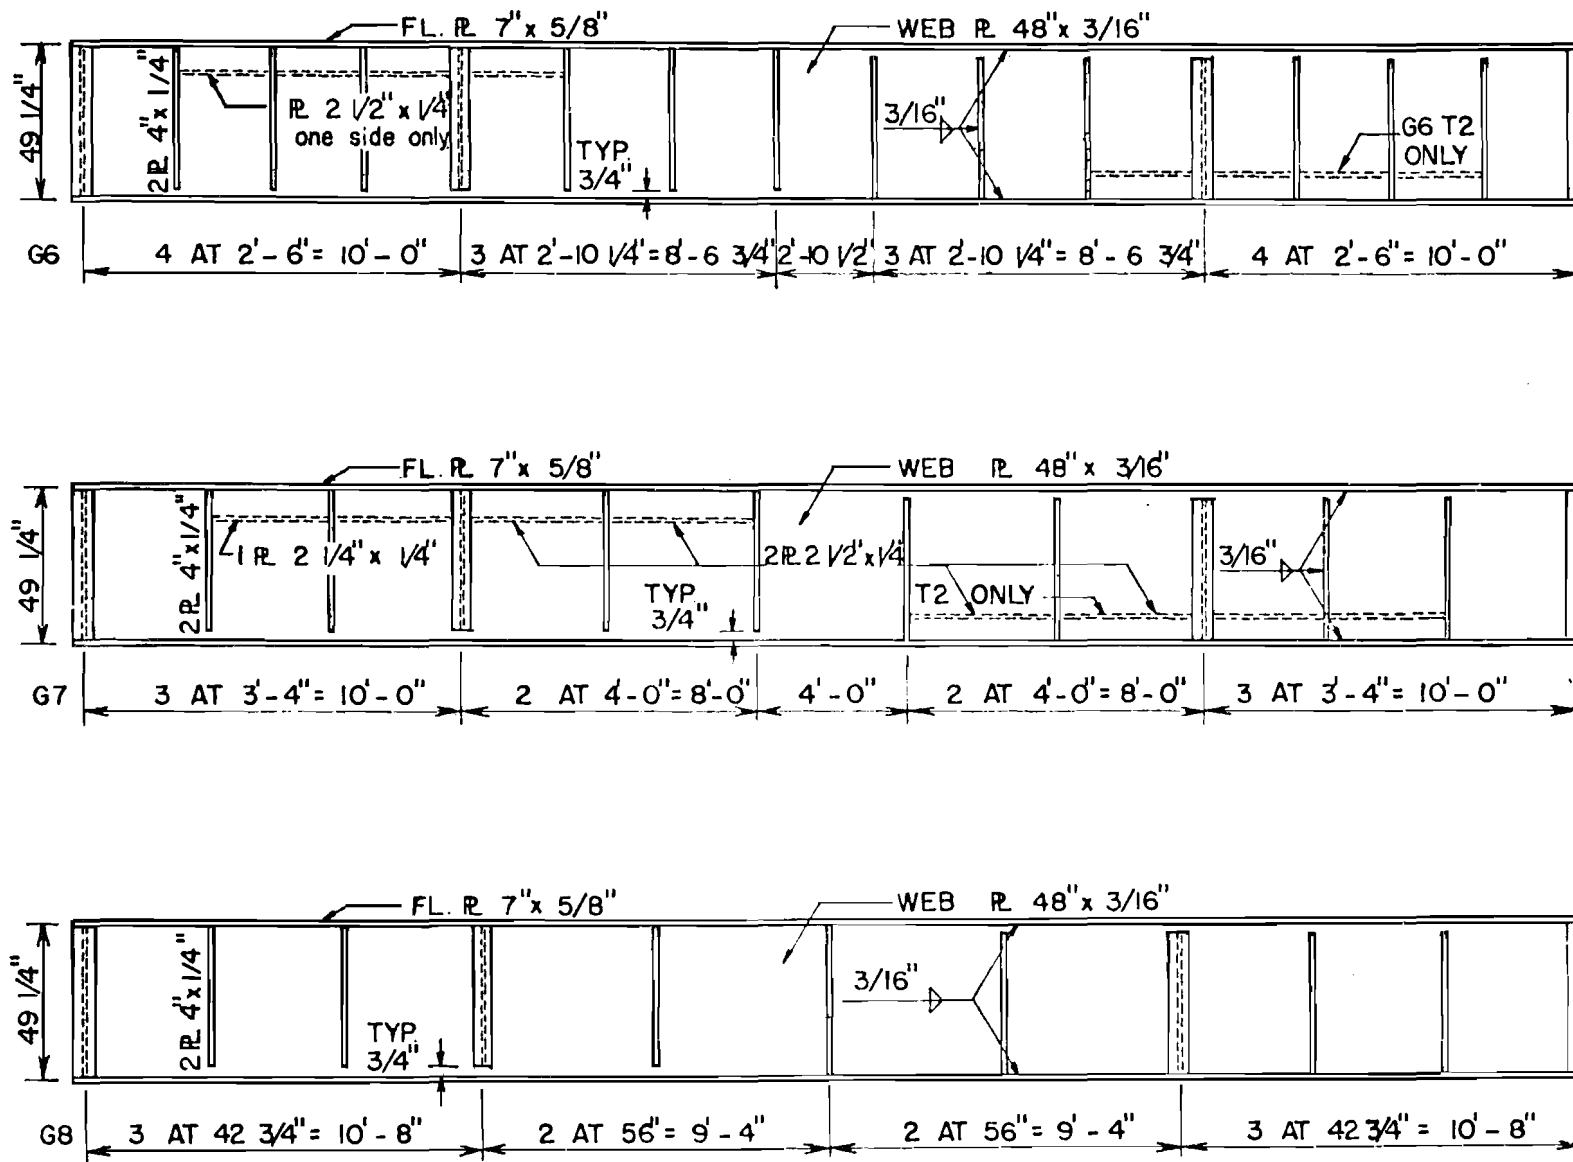 FL. PL 7" x 5/8"
WEB PL 48" x 3/16"
49 1/4"
2 PL 4" x 1/4"
PL 2 1/2" x 1/4"
one side only
TYP.
3/4"
3/16"
G6 T2
ONLY
G6
4 AT 2'-6" = 10'-0"
3 AT 2'-10 1/4" = 8'-6 3/4"
2'-10 1/2"
3 AT 2'-10 1/4" = 8'-6 3/4"
4 AT 2'-6" = 10'-0"
FL. PL 7" x 5/8"
WEB PL 48" x 3/16"
49 1/4"
2 PL 4" x 1/4"
1 PL 2 1/4" x 1/4"
2 PL 2 1/2" x 1/4"
TYP.
3/4"
T2 ONLY
3/16"
G7
3 AT 3'-4" = 10'-0"
2 AT 4'-0" = 8'-0"
4'-0"
2 AT 4'-0" = 8'-0"
3 AT 3'-4" = 10'-0"
FL. PL 7" x 5/8"
WEB PL 48" x 3/16"
49 1/4"
2 PL 4" x 1/4"
TYP.
3/4"
3/16"
G8
3 AT 42 3/4" = 10'-8"
2 AT 56" = 9'-4"
2 AT 56" = 9'-4"
3 AT 42 3/4" = 10'-8"